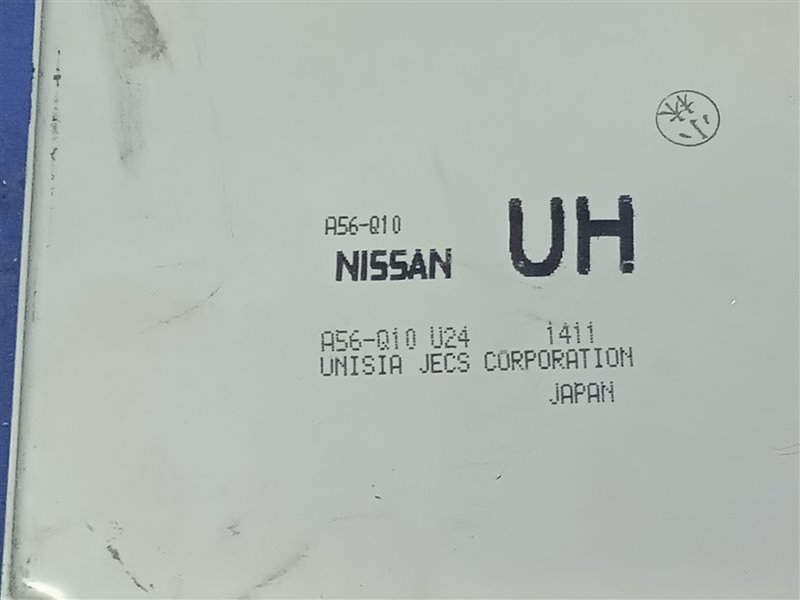 A56-Q10
NISSAN UH
A56-Q10 U24 1411
UNISIA JECS CORPORATION
JAPAN